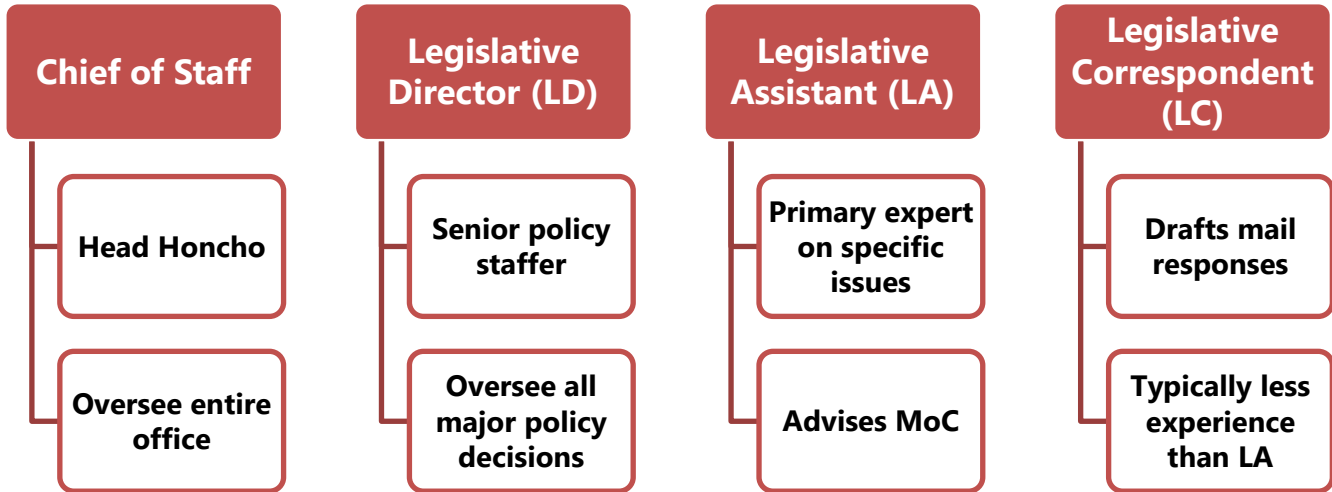 Chief of Staff
Head Honcho
Oversee entire
office
Legislative
Director (LD)
Senior policy
staffer
Oversee all
major policy
decisions
Legislative
Assistant (LA)
Primary expert
on specific
issues
Advises MoC
Legislative
Correspondent
(LC)
Drafts mail
responses
Typically less
experience
than LA